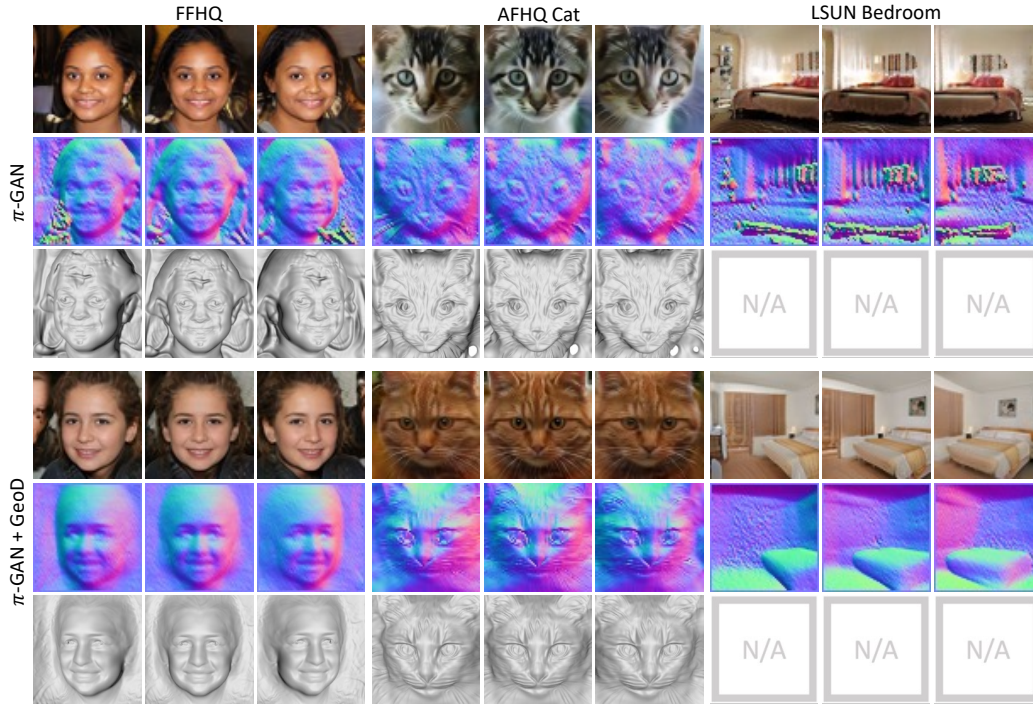 FFHQ
AFHQ Cat
LSUN Bedroom
π-GAN
N/A
N/A
N/A
π-GAN + GeoD
N/A
N/A
N/A